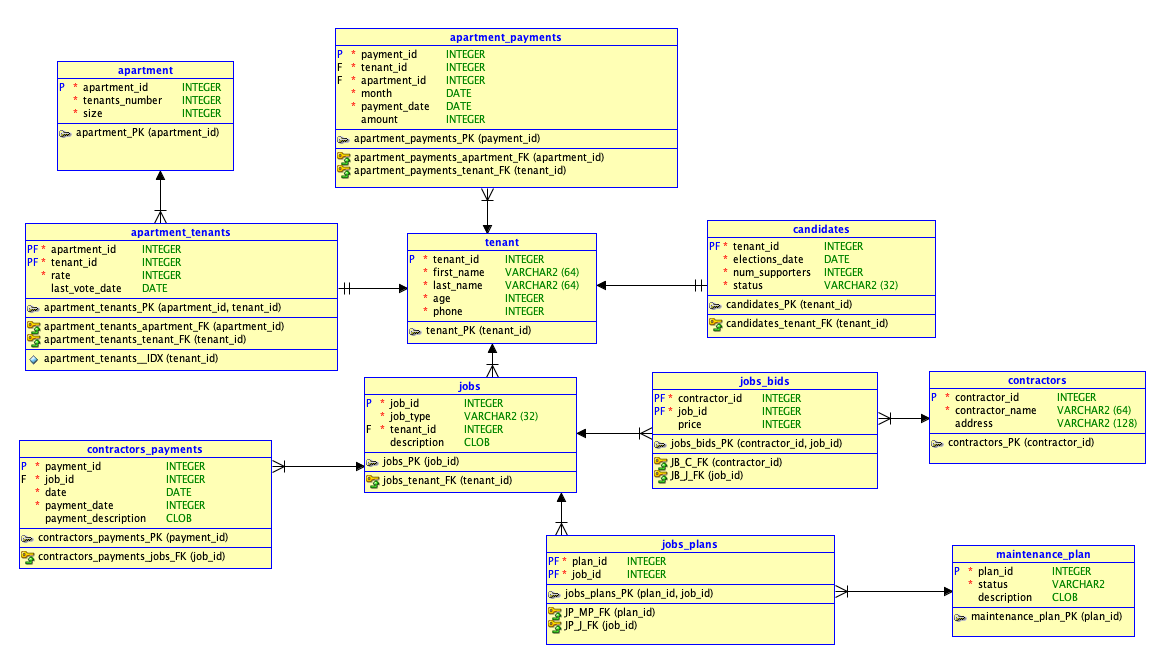 apartment_payments
P * payment_id INTEGER
F * tenant_id INTEGER
F * apartment_id INTEGER
* month DATE
* payment_date DATE
amount INTEGER
apartment_payments_PK (payment_id)
apartment_payments_apartment_FK (apartment_id)
apartment_payments_tenant_FK (tenant_id)
apartment
P * apartment_id INTEGER
* tenants_number INTEGER
* size INTEGER
apartment_PK (apartment_id)
apartment_tenants
PF * apartment_id INTEGER
PF * tenant_id INTEGER
* rate INTEGER
last_vote_date DATE
apartment_tenants_PK (apartment_id, tenant_id)
apartment_tenants_apartment_FK (apartment_id)
apartment_tenants_tenant_FK (tenant_id)
apartment_tenants__IDX (tenant_id)
tenant
P * tenant_id INTEGER
* first_name VARCHAR2 (64)
* last_name VARCHAR2 (64)
* age INTEGER
* phone INTEGER
tenant_PK (tenant_id)
candidates
PF * tenant_id INTEGER
* elections_date DATE
* num_supporters INTEGER
* status VARCHAR2 (32)
candidates_PK (tenant_id)
candidates_tenant_FK (tenant_id)
jobs
P * job_id INTEGER
* job_type VARCHAR2 (32)
F * tenant_id INTEGER
description CLOB
jobs_PK (job_id)
jobs_tenant_FK (tenant_id)
jobs_bids
PF * contractor_id INTEGER
PF * job_id INTEGER
price INTEGER
jobs_bids_PK (contractor_id, job_id)
JB_C_FK (contractor_id)
JB_J_FK (job_id)
contractors
P * contractor_id INTEGER
* contractor_name VARCHAR2 (64)
address VARCHAR2 (128)
contractors_PK (contractor_id)
contractors_payments
P * payment_id INTEGER
F * job_id INTEGER
* date DATE
* payment_date INTEGER
payment_description CLOB
contractors_payments_PK (payment_id)
contractors_payments_jobs_FK (job_id)
jobs_plans
PF * plan_id INTEGER
PF * job_id INTEGER
jobs_plans_PK (plan_id, job_id)
JP_MP_FK (plan_id)
JP_J_FK (job_id)
maintenance_plan
P * plan_id INTEGER
* status VARCHAR2
description CLOB
maintenance_plan_PK (plan_id)